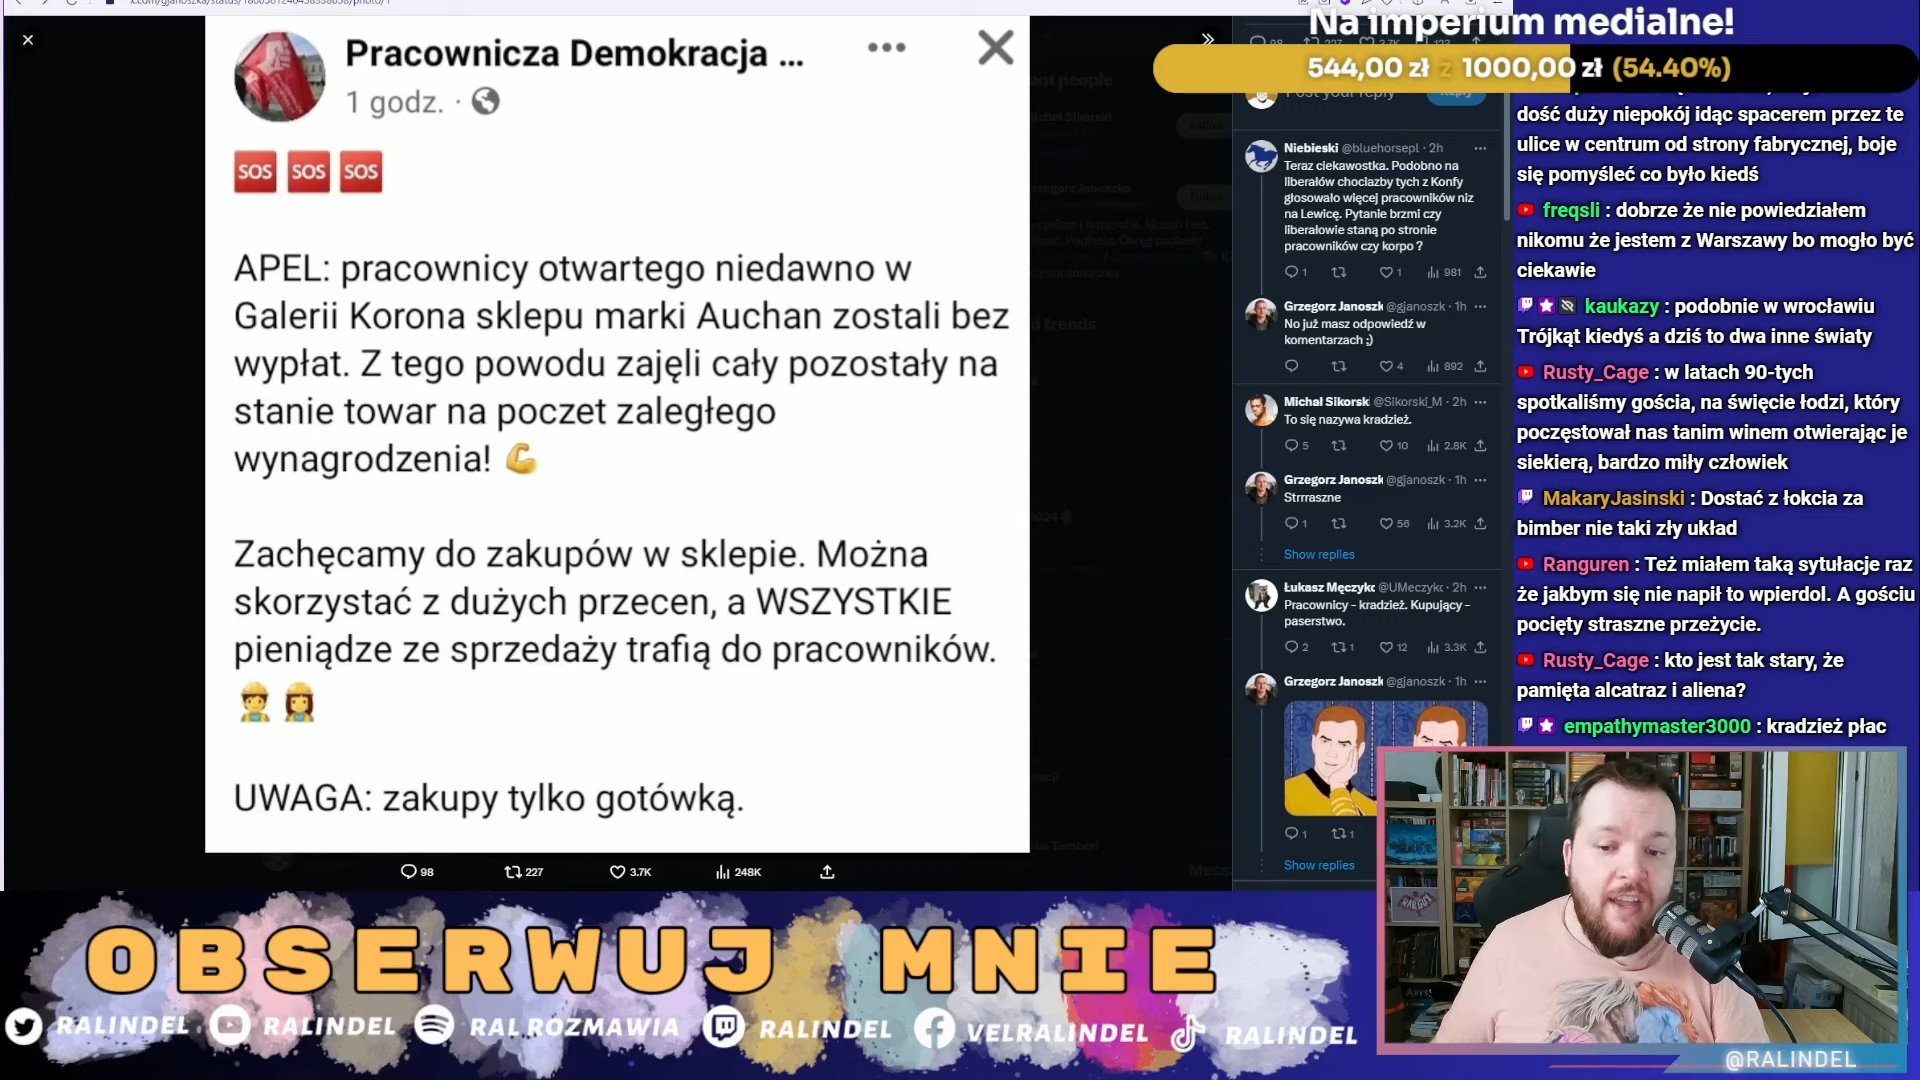 Pracownicza Demokracja ...
1 godz. ·
SOS SOS SOS
APEL: pracownicy otwartego niedawno w
Galerii Korona sklepu marki Auchan zostali bez
wypłat. Z tego powodu zajęli cały pozostały na
stanie towar na poczet zaległego
wynagrodzenia!
Zachęcamy do zakupów w sklepie. Można
skorzystać z dużych przecen, a WSZYSTKIE
pieniądze ze sprzedaży trafią do pracowników.
UWAGA: zakupy tylko gotówką.
98 227 3.7K 248K
Niebieski @bluehorsepl · 2h
Teraz ciekawostka. Podobno na
liberałów chociazby tych z Konfy
głosowało więcej pracowników niz
na Lewicę. Pytanie brzmi czy
liberałowie staną po stronie
pracowników czy korpo ?
1 1 981
Grzegorz Janoszk @gjanoszk · 1h
No już masz odpowiedź w
komentarzach ;)
4 892
Michał Sikorsk @Sikorski_M · 2h
To się nazywa kradzież.
5 10 2.8K
Grzegorz Janoszk @gjanoszk · 1h
Strrraszne
1 56 3.2K
Show replies
Łukasz Męczyk @UMeczyk · 2h
Pracownicy - kradzież. Kupujący -
paserstwo.
2 1 12 3.3K
Grzegorz Janoszk @gjanoszk · 1h
1 1
Show replies
Na imperium medialne!
544,00 zł z 1000,00 zł (54.40%)
Post your reply
Reply
dość duży niepokój idąc spacerem przez te
ulice w centrum od strony fabrycznej, boje
się pomyśleć co było kiedś
freqsli : dobrze że nie powiedziałem
nikomu że jestem z Warszawy bo mogło być
ciekawie
kaukazy : podobnie w wrocławiu
Trójkąt kiedyś a dziś to dwa inne światy
Rusty_Cage : w latach 90-tych
spotkaliśmy gościa, na święcie łodzi, który
poczęstował nas tanim winem otwierając je
siekierą, bardzo miły człowiek
MakaryJasinski : Dostać z łokcia za
bimber nie taki zły układ
Ranguren : Też miałem taką sytułacje raz
że jakbym się nie napił to wpierdol. A gościu
pocięty straszne przeżycie.
Rusty_Cage : kto jest tak stary, że
pamięta alcatraz i aliena?
empathymaster3000 : kradzież płac
OBSERWUJ MNIE
RALINDEL RALINDEL RAL ROZMAWIA RALINDEL VELRALINDEL RALINDEL
@RALINDEL